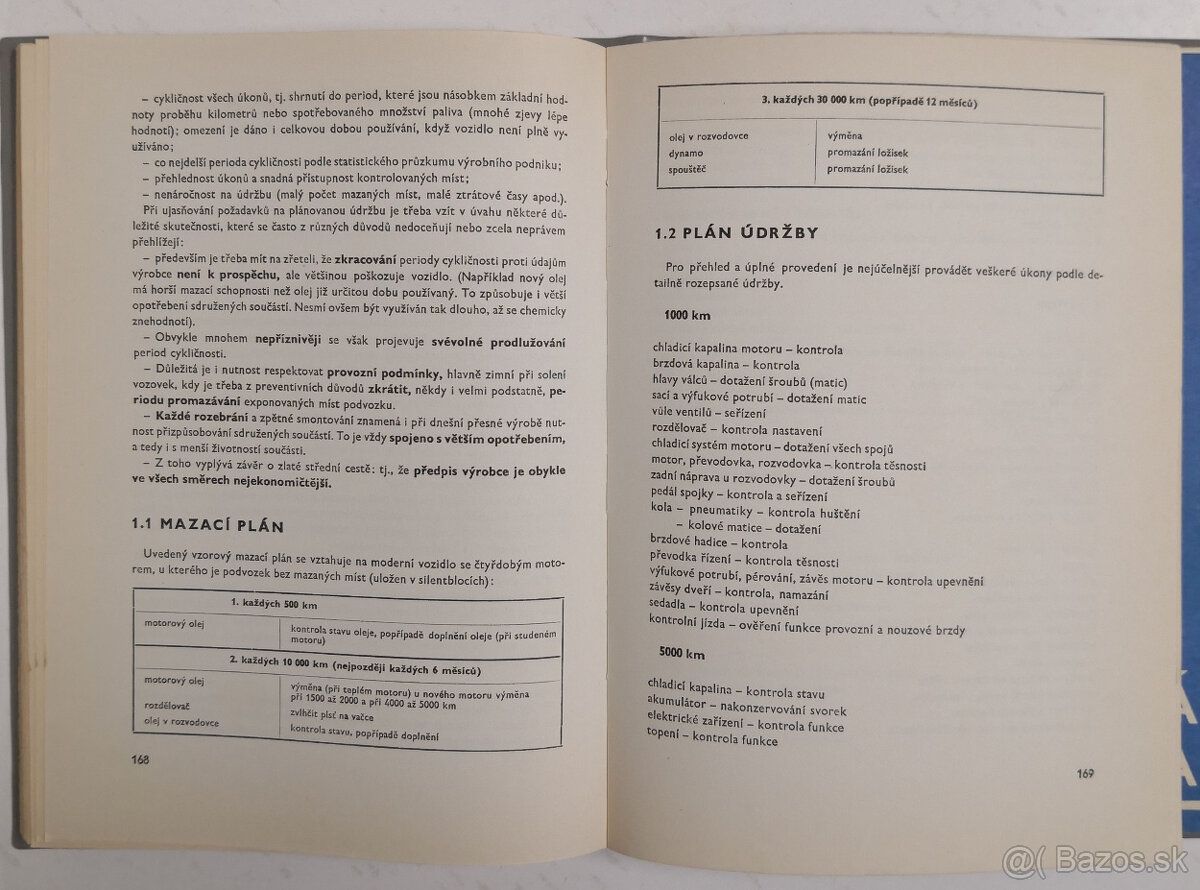 – cykličnost všech úkonů, tj. shrnutí do period, které jsou násobkem základní hod-
noty proběhu kilometrů nebo spotřebovaného množství paliva (mnohé zjevy lépe
hodnotí); omezení je dáno i celkovou dobou používání, když vozidlo není plně vy-
užíváno;
– co nejdelší perioda cykličnosti podle statistického průzkumu výrobního podniku;
– přehlednost úkonů a snadná přístupnost kontrolovaných míst;
– nenáročnost na údržbu (malý počet mazaných míst, malé ztrátové časy apod.).
Při ujasňování požadavků na plánovanou údržbu je třeba vzít v úvahu některé dů-
ležité skutečnosti, které se často z různých důvodů nedoceňují nebo zcela neprávem
přehlížejí:
– především je třeba mít na zřeteli, že zkracování periody cykličnosti proti údajům
výrobce není k prospěchu, ale většinou poškozuje vozidlo. (Například nový olej
má horší mazací schopnosti než olej již určitou dobu používaný. To způsobuje i větší
opotřebení sdružených součástí. Nesmí ovšem být využíván tak dlouho, až se chemicky
znehodnotí).
– Obvykle mnohem nepříznivěji se však projevuje svévolné prodlužování
period cykličnosti.
– Důležitá je i nutnost respektovat provozní podmínky, hlavně zimní při solení
vozovek, kdy je třeba z preventivních důvodů zkrátit, někdy i velmi podstatně, pe-
riodu promazávání exponovaných míst podvozku.
– Každé rozebrání a zpětné smontování znamená i při dnešní přesné výrobě nut-
nost přizpůsobování sdružených součástí. To je vždy spojeno s větším opotřebením,
a tedy i s menší životností součásti.
– Z toho vyplývá závěr o zlaté střední cestě: tj., že předpis výrobce je obykle
ve všech směrech nejekonomičtější.
1.1 MAZACÍ PLÁN
Uvedený vzorový mazací plán se vztahuje na moderní vozidlo se čtyřdobým moto-
rem, u kterého je podvozek bez mazaných míst (uložen v silentblocích):
1. každých 500 km
motorový olej kontrola stavu oleje, popřípadě doplnění oleje (při studeném
motoru)
2. každých 10 000 km (nejpozději každých 6 měsíců)
motorový olej výměna (při teplém motoru) u nového motoru výměna
při 1500 až 2000 a při 4000 až 5000 km
rozdělovač zvlhčit plsť na vačce
olej v rozvodovce kontrola stavu, popřípadě doplnění
168
3. každých 30 000 km (popřípadě 12 měsíců)
olej v rozvodovce výměna
dynamo promazání ložisek
spouštěč promazání ložisek
1.2 PLÁN ÚDRŽBY
Pro přehled a úplné provedení je nejúčelnější provádět veškeré úkony podle de-
tailně rozepsané údržby.
1000 km
chladicí kapalina motoru – kontrola
brzdová kapalina – kontrola
hlavy válců – dotažení šroubů (matic)
sací a výfukové potrubí – dotažení matic
vůle ventilů – seřízení
rozdělovač – kontrola nastavení
chladicí systém motoru – dotažení všech spojů
motor, převodovka, rozvodovka – kontrola těsnosti
zadní náprava u rozvodovky – dotažení šroubů
pedál spojky – kontrola a seřízení
kola – pneumatiky – kontrola huštění
– kolové matice – dotažení
brzdové hadice – kontrola
převodka řízení – kontrola těsnosti
výfukové potrubí, pérování, závěs motoru – kontrola upevnění
závěsy dveří – kontrola, namazání
sedadla – kontrola upevnění
kontrolní jízda – ověření funkce provozní a nouzové brzdy
5000 km
chladicí kapalina – kontrola stavu
akumulátor – nakonzervování svorek
elektrické zařízení – kontrola funkce
topení – kontrola funkce
169
@( Bazos.sk